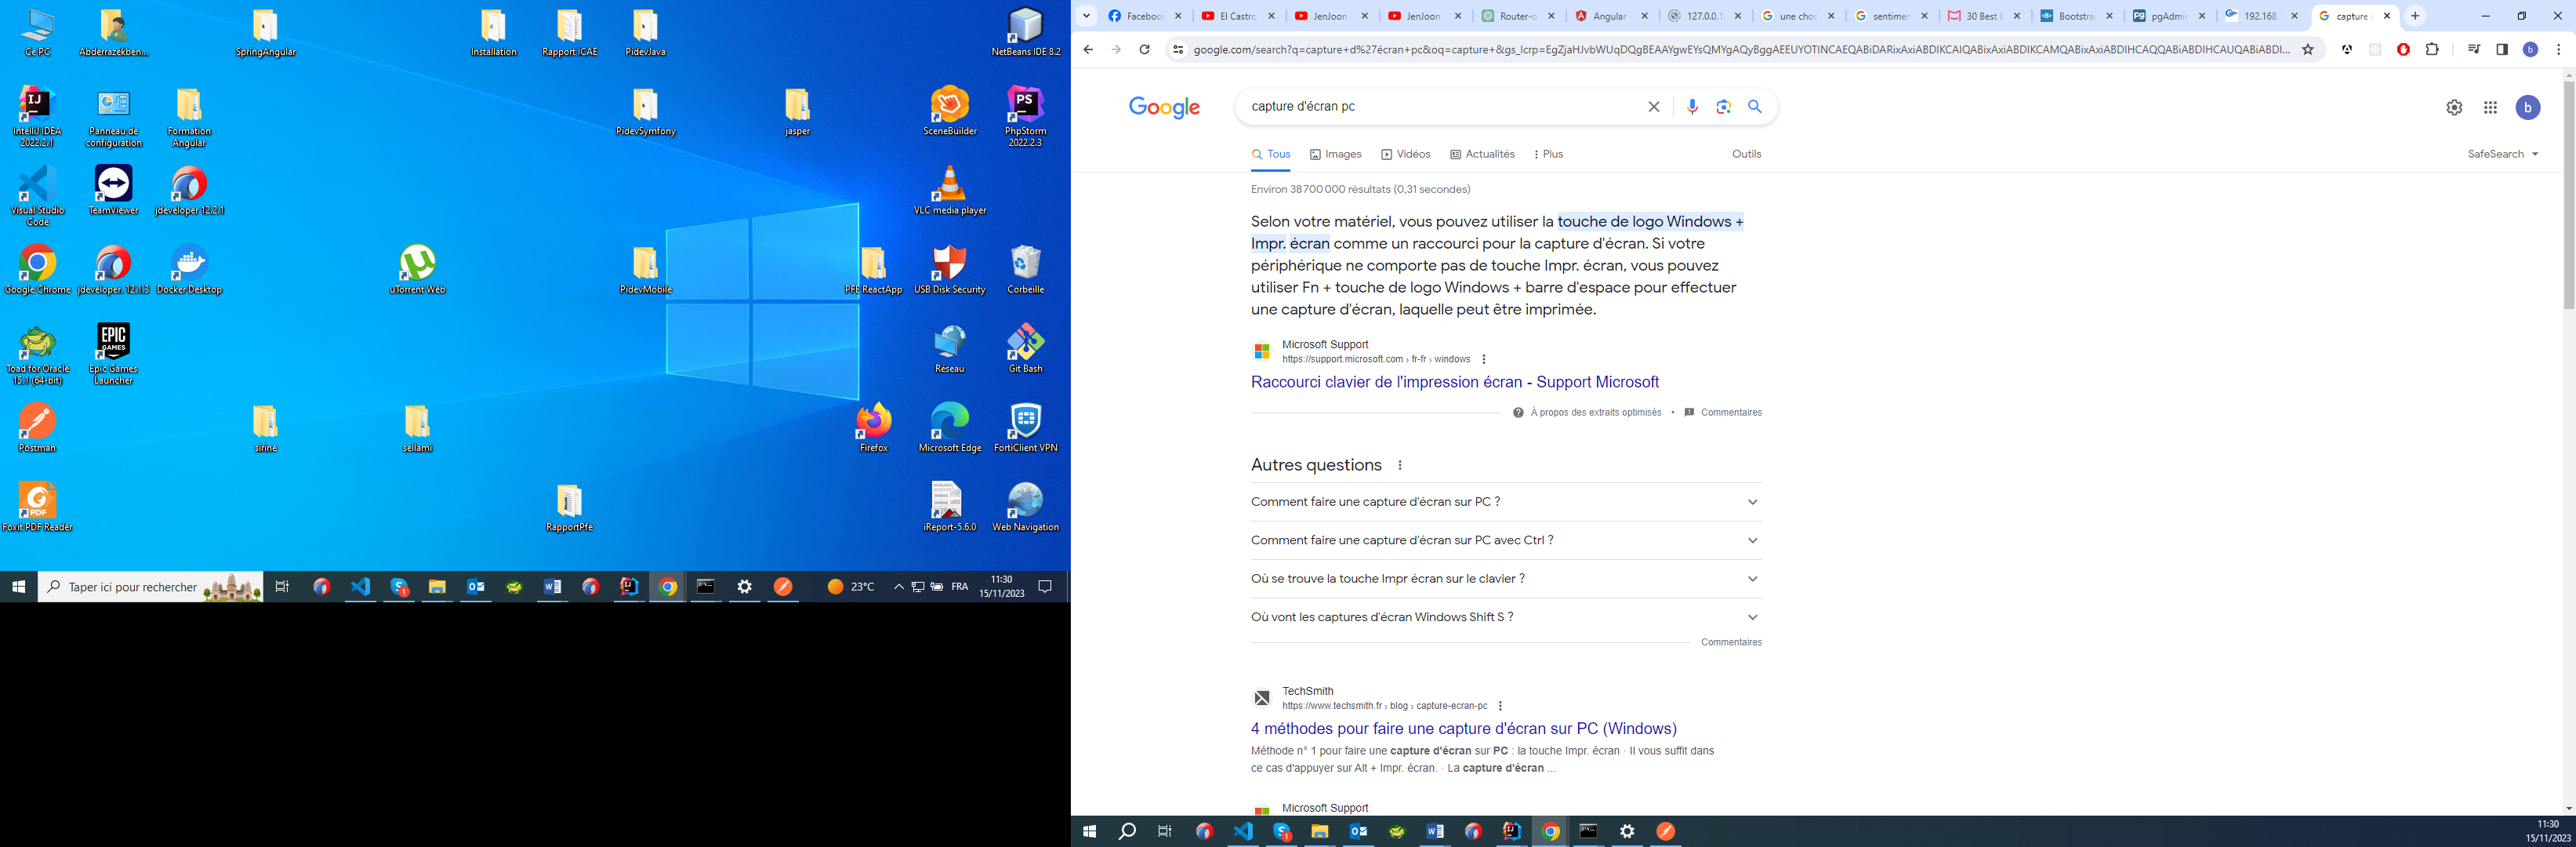 Ce PC
Abderrazekben...
SpringAngular
Installation
Rapport ICAE
PidevJava
NetBeans IDE 8.2
IntelliJ IDEA
2022.2.1
Panneau de
configuration
Formation
Angular
PidevSymfony
jasper
SceneBuilder
PhpStorm
2022.2.3
Visual Studio
Code
TeamViewer
jdeveloper 12.2.1
VLC media player
Google Chrome
jdeveloper. 12.1.3
Docker Desktop
uTorrent Web
PidevMobile
PFE ReactApp
USB Disk Security
Corbeille
Toad for Oracle
15.1 (64-bit)
EPIC
GAMES
Epic Games
Launcher
Réseau
Git Bash
Postman
sirine
sellami
Firefox
Microsoft Edge
FortiClient VPN
PDF
Foxit PDF Reader
RapportPfe
iReport-5.6.0
Web Navigation
Taper ici pour rechercher
23°C
FRA
11:30
15/11/2023
Facebook
El Castro
JenJoon
JenJoon
Router-o
Angular
127.0.0.1
une chos
sentimen
30 Best E
Bootstra
pgAdmin
192.168.
capture d
google.com/search?q=capture+d%27écran+pc&oq=capture+&gs_lcrp=EgZjaHJvbWUqDQgBEAAYgwEYsQMYgAQyBggAEEUYOTINCAEQABiDARixAxiABDIKCAIQABixAxiABDIKCAMQABixAxiABDIHCAQQABiABDIHCAUQABiABDI...
Google
capture d'écran pc
b
Tous
Images
Vidéos
Actualités
Plus
Outils
SafeSearch
Environ 38 700 000 résultats (0,31 secondes)
Selon votre matériel, vous pouvez utiliser la touche de logo Windows +
Impr. écran comme un raccourci pour la capture d'écran. Si votre
périphérique ne comporte pas de touche Impr. écran, vous pouvez
utiliser Fn + touche de logo Windows + barre d'espace pour effectuer
une capture d'écran, laquelle peut être imprimée.
Microsoft Support
https://support.microsoft.com › fr-fr › windows
Raccourci clavier de l'impression écran - Support Microsoft
À propos des extraits optimisés • Commentaires
Autres questions
Comment faire une capture d'écran sur PC ?
Comment faire une capture d'écran sur PC avec Ctrl ?
Où se trouve la touche Impr écran sur le clavier ?
Où vont les captures d'écran Windows Shift S ?
Commentaires
TechSmith
https://www.techsmith.fr › blog › capture-ecran-pc
4 méthodes pour faire une capture d'écran sur PC (Windows)
Méthode n° 1 pour faire une capture d'écran sur PC : la touche Impr. écran · Il vous suffit dans
ce cas d'appuyer sur Alt + Impr. écran. · La capture d'écran ...
Microsoft Support
11:30
15/11/2023